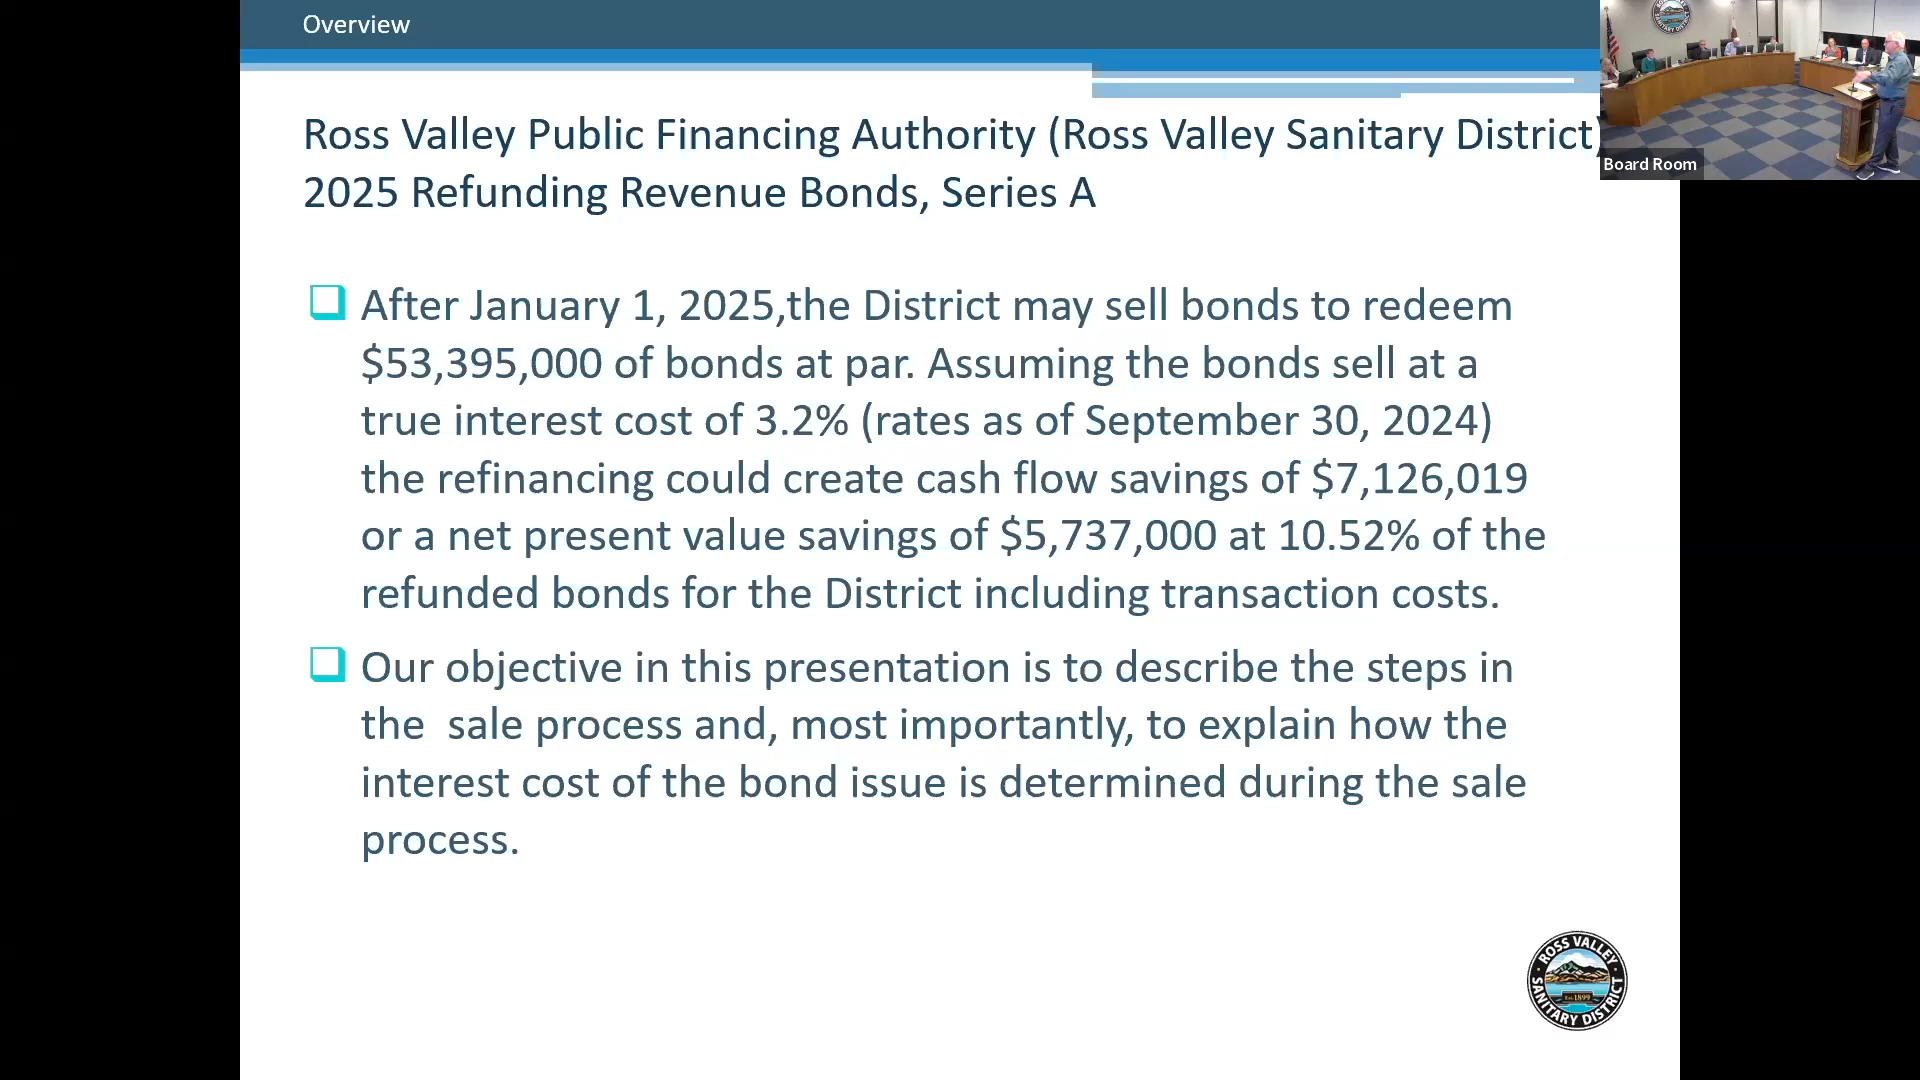 Overview
Ross Valley Public Financing Authority (Ross Valley Sanitary District)
2025 Refunding Revenue Bonds, Series A
Board Room
After January 1, 2025,the District may sell bonds to redeem
$53,395,000 of bonds at par. Assuming the bonds sell at a
true interest cost of 3.2% (rates as of September 30, 2024)
the refinancing could create cash flow savings of $7,126,019
or a net present value savings of $5,737,000 at 10.52% of the
refunded bonds for the District including transaction costs.
Our objective in this presentation is to describe the steps in
the  sale process and, most importantly, to explain how the
interest cost of the bond issue is determined during the sale
process.
ROSS VALLEY
Est. 1899
SANITARY DISTRICT